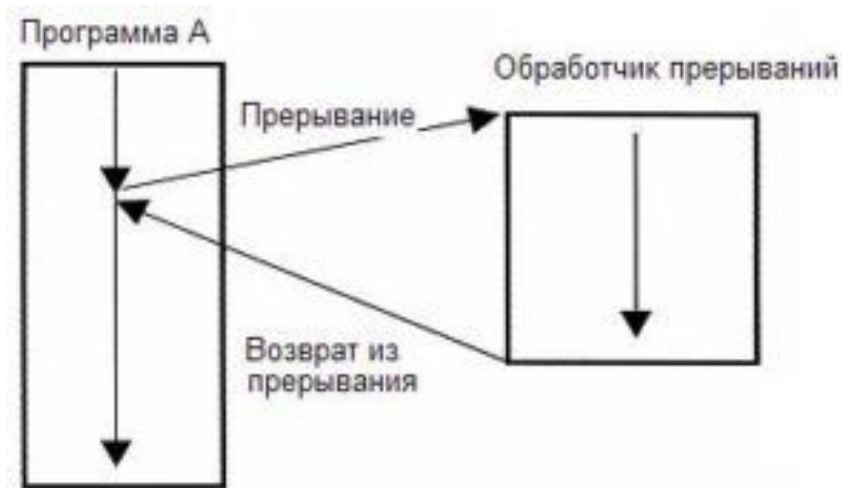 Программа А
Обработчик прерываний
Прерывание
Возврат из
прерывания